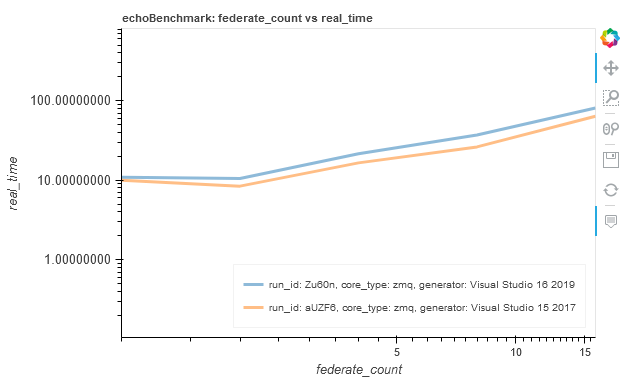 echoBenchmark: federate_count vs real_time
real_time
100.00000000
10.00000000
1.00000000
run_id: Zu60n, core_type: zmq, generator: Visual Studio 16 2019
run_id: aUZF6, core_type: zmq, generator: Visual Studio 15 2017
5 10 15
federate_count